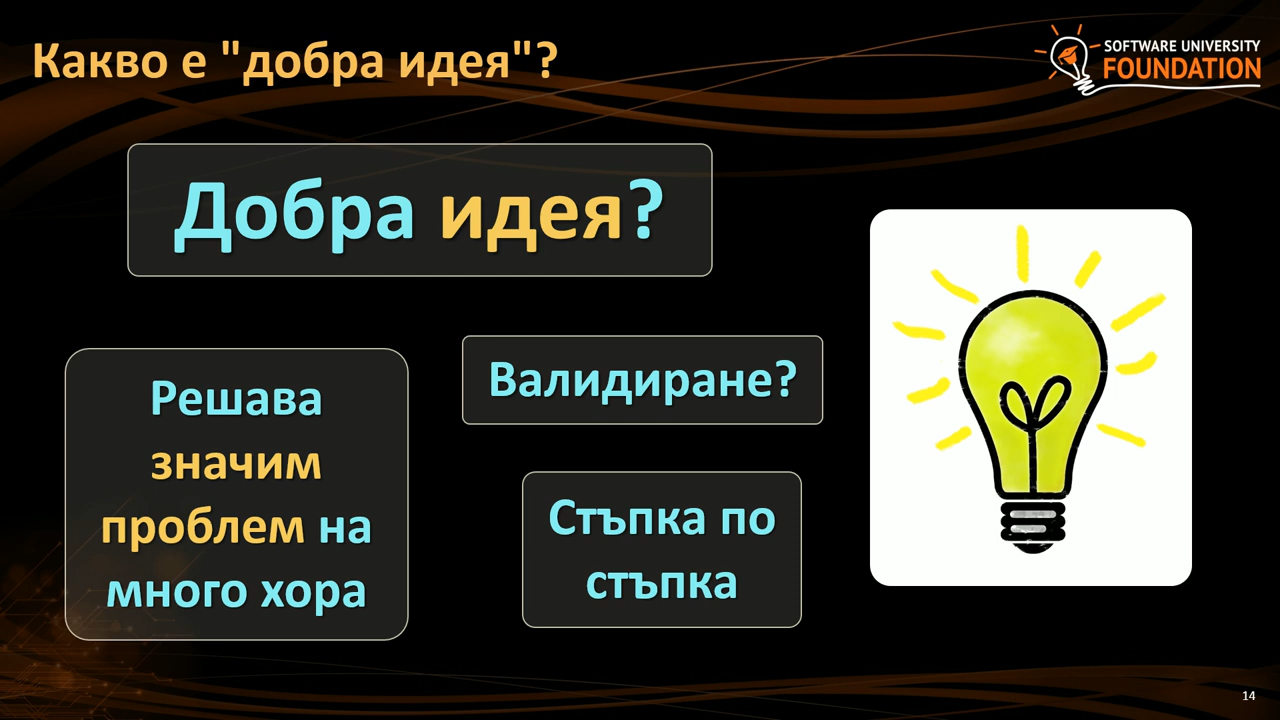 Какво е "добра идея"?
SOFTWARE UNIVERSITY
FOUNDATION
Добра идея?
Решава
значим
проблем на
много хора
Валидиране?
Стъпка по
стъпка
14